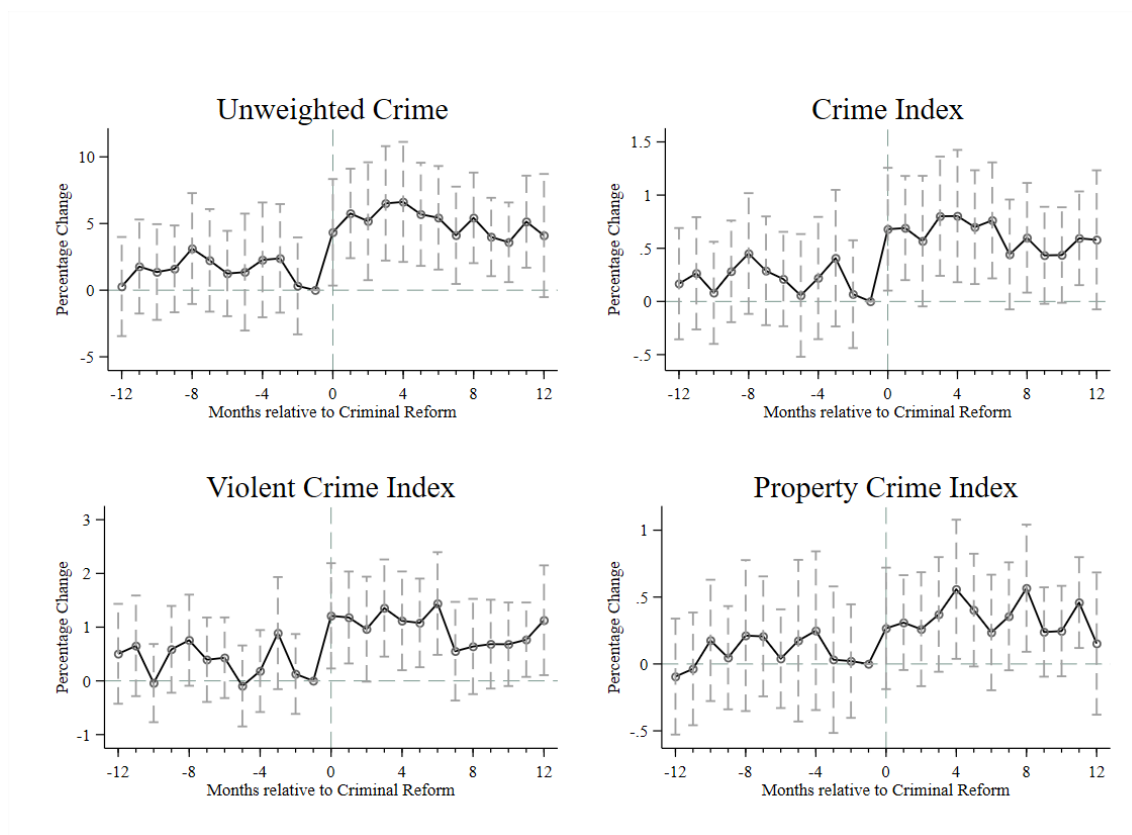 Unweighted Crime
Percentage Change
10
5
0
-5
-12 -8 -4 0 4 8 12
Months relative to Criminal Reform
Crime Index
Percentage Change
1.5
1
.5
0
-.5
-12 -8 -4 0 4 8 12
Months relative to Criminal Reform
Violent Crime Index
Percentage Change
3
2
1
0
-1
-12 -8 -4 0 4 8 12
Months relative to Criminal Reform
Property Crime Index
Percentage Change
1
.5
0
-.5
-12 -8 -4 0 4 8 12
Months relative to Criminal Reform